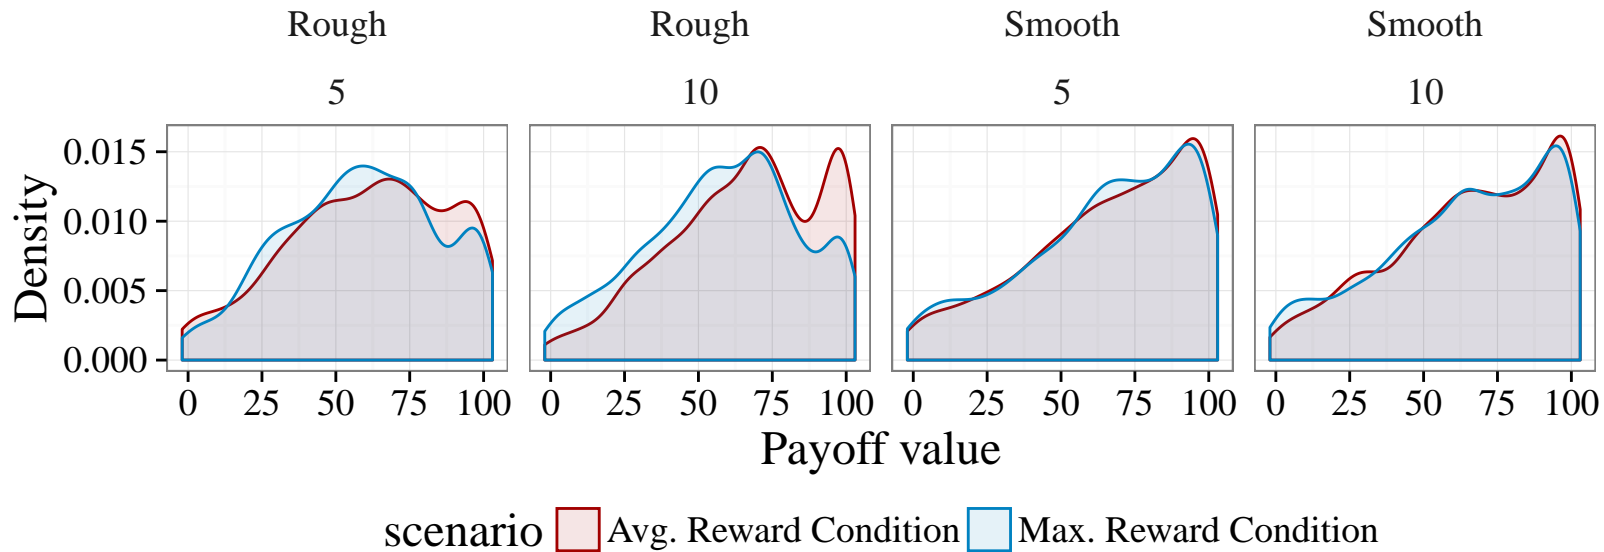 Rough Rough Smooth Smooth
5 10 5 10
Density
0.015
0.010
0.005
0.000
0 25 50 75 100 0 25 50 75 100 0 25 50 75 100 0 25 50 75 100
Payoff value
scenario Avg. Reward Condition Max. Reward Condition